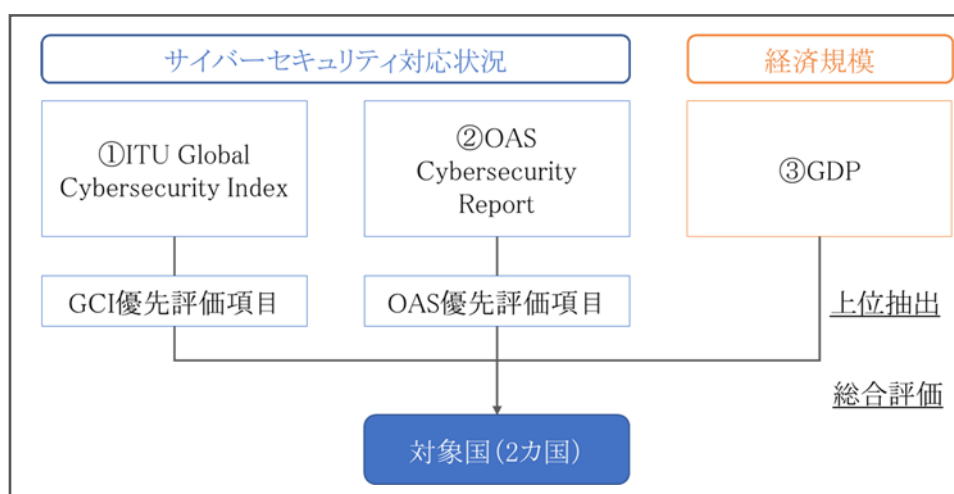 サイバーセキュリティ対応状況
経済規模
①ITU Global
Cybersecurity Index
②OAS
Cybersecurity
Report
③GDP
GCI優先評価項目
OAS優先評価項目
上位抽出
総合評価
対象国(2カ国)